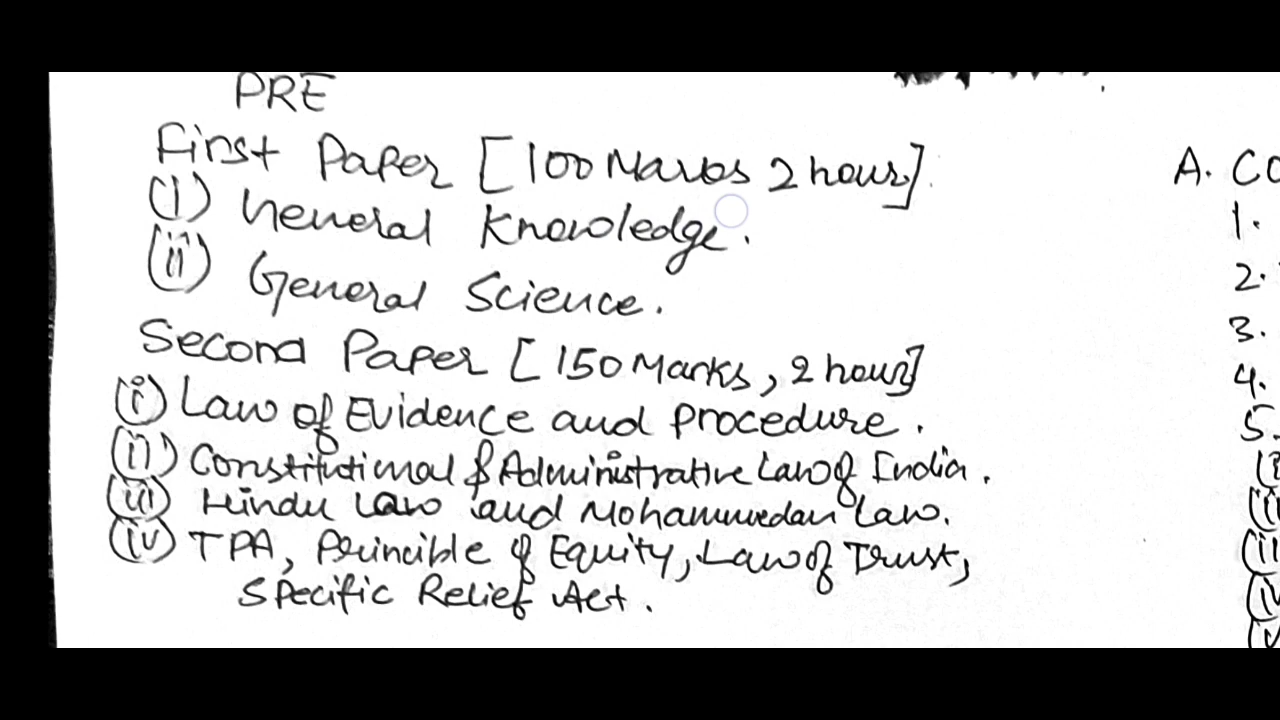 PRE
First Paper [100 Marks 2 hour].
(i) General Knowledge.
(ii) General Science.
Second Paper [150 Marks, 2 hour]
(i) Law of Evidence and Procedure.
(ii) Constitutional & Administrative Law of India.
(iii) Hindu Law and Mohammedan Law.
(iv) TPA, Principle of Equity, Law of Trust,
Specific Relief Act.
A. CO
1.
2.
3.
4.
5.